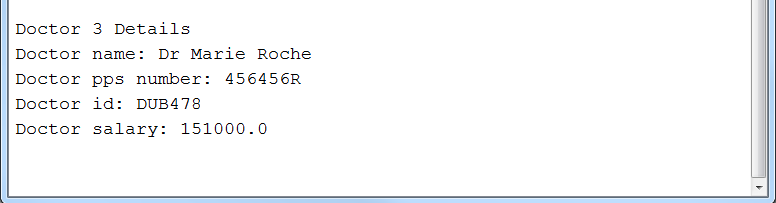 Doctor 3 Details
Doctor name: Dr Marie Roche
Doctor pps number: 456456R
Doctor id: DUB478
Doctor salary: 151000.0